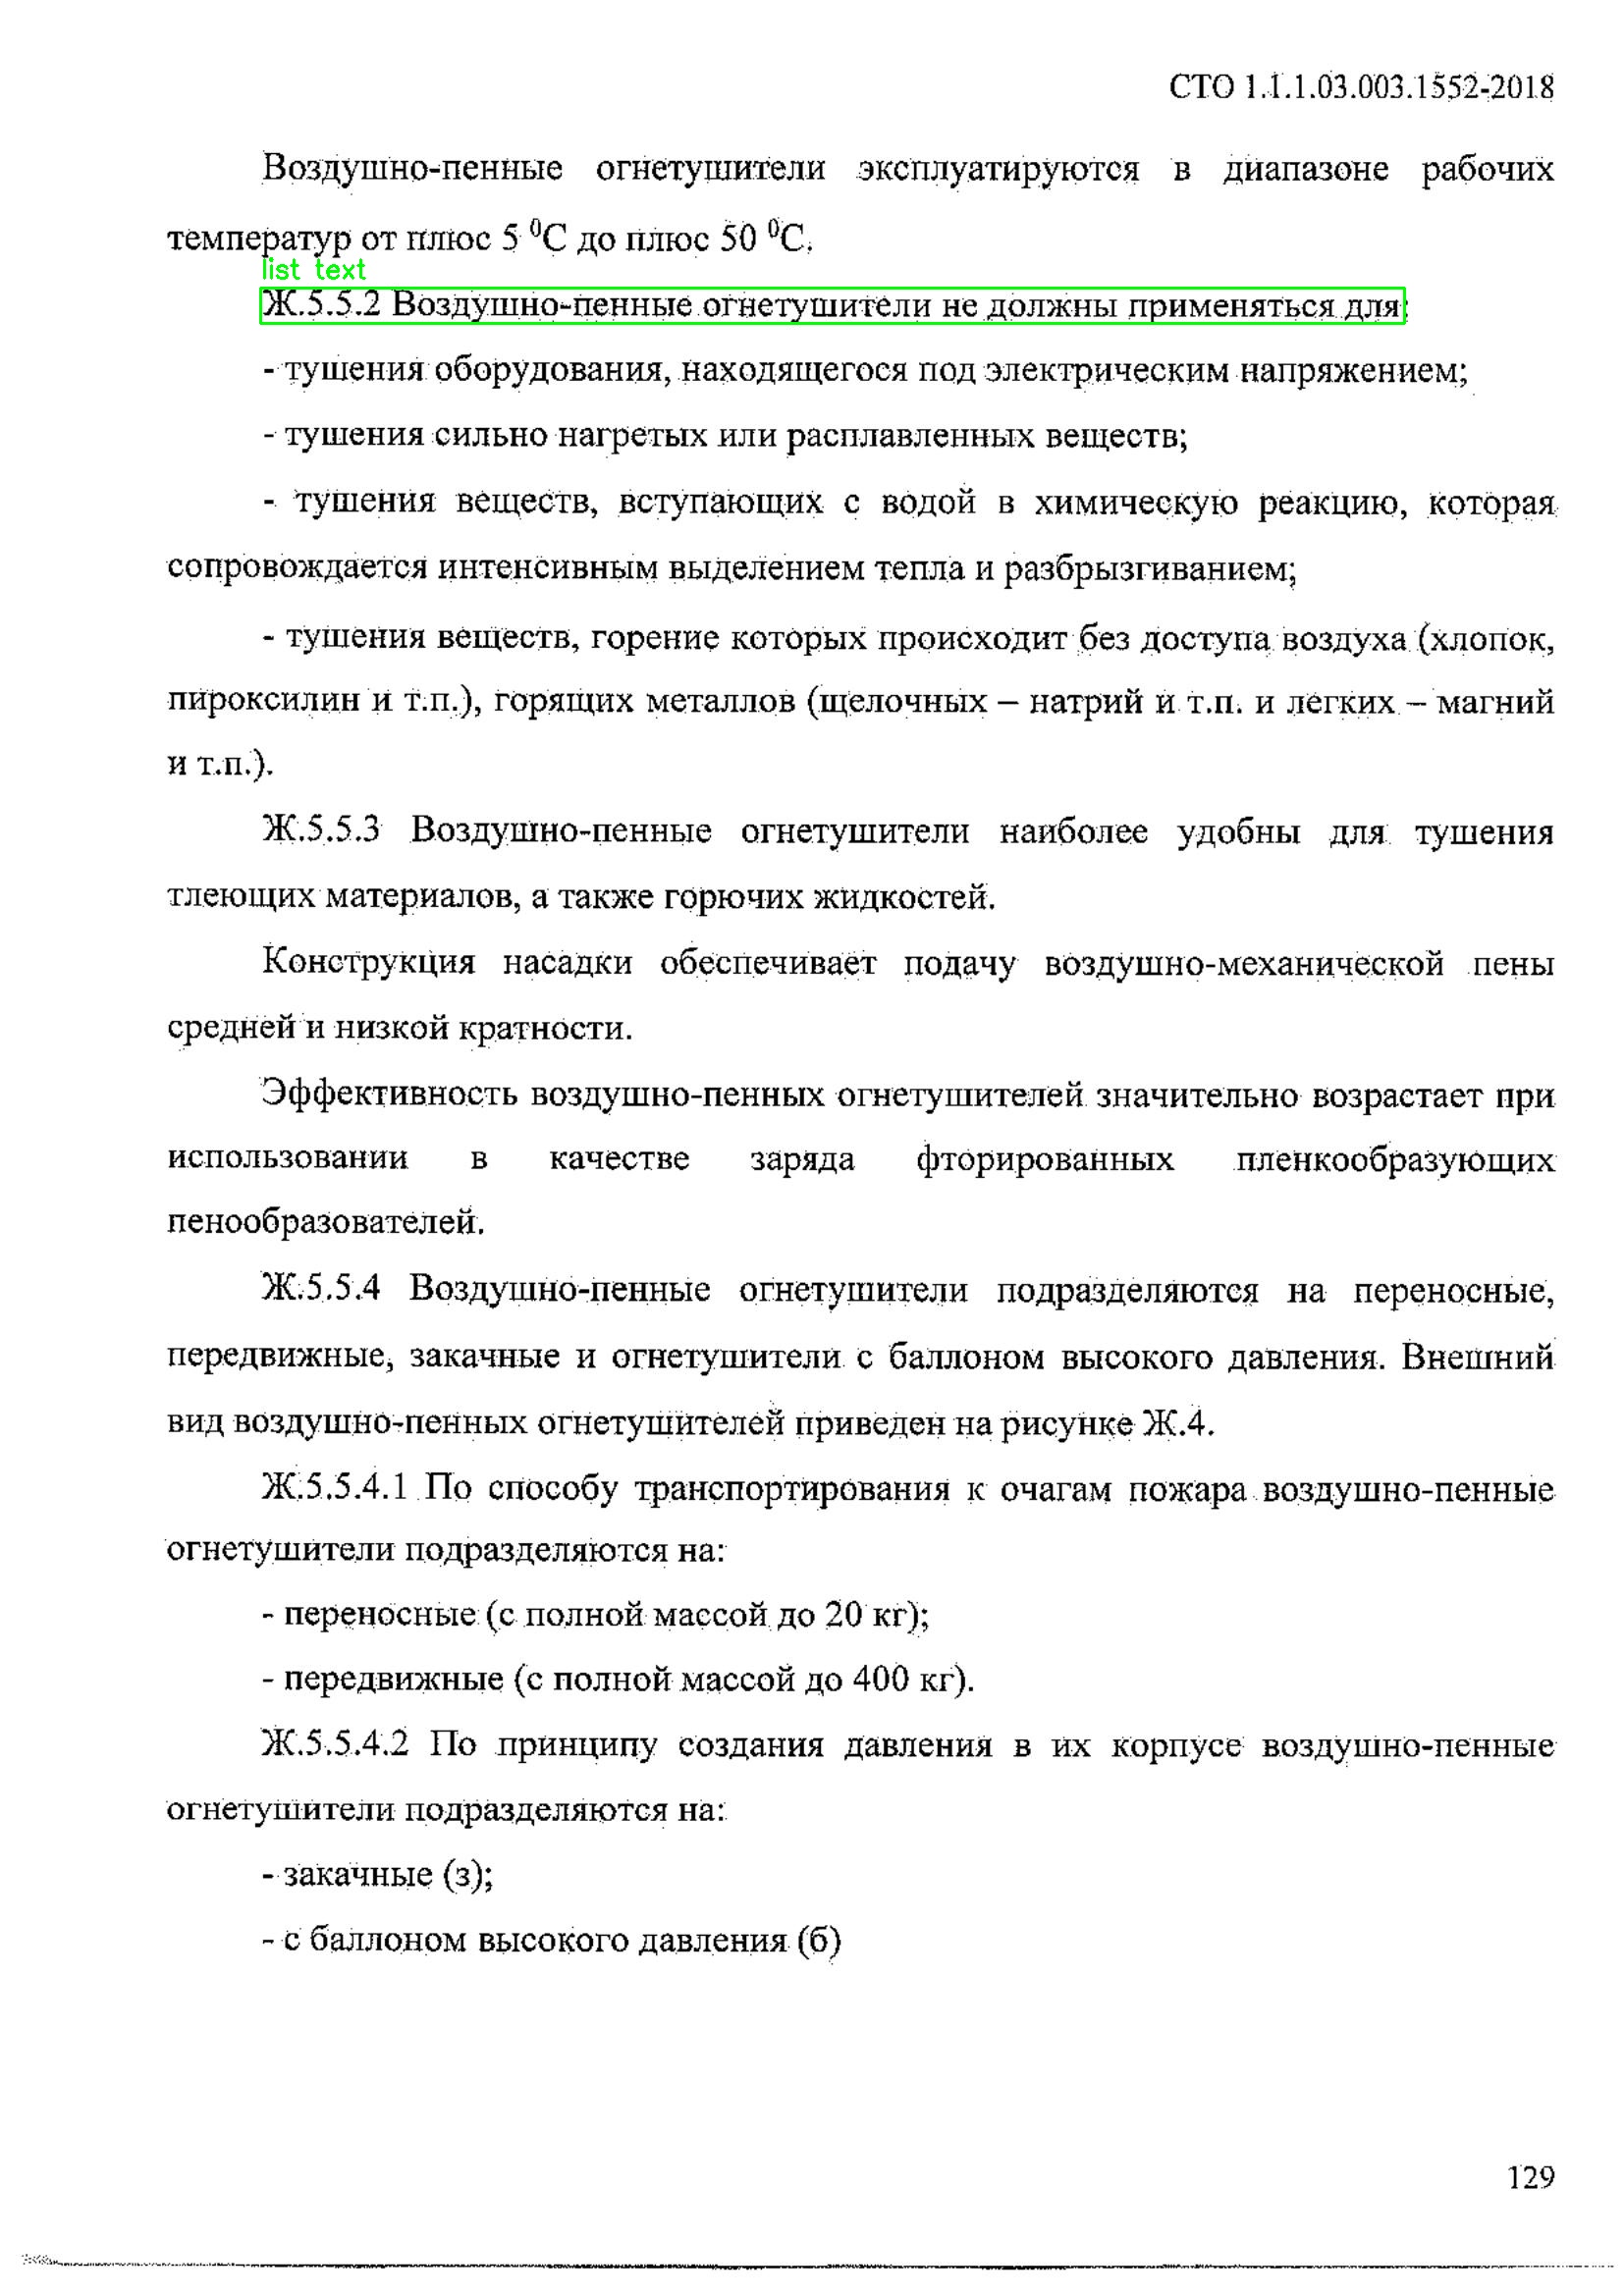 СТО 1.1.1.03.003.1552-2018
Воздушно-пенные огнетушители эксплуатируются в диапазоне рабочих
температур от плюс 5 ⁰С до плюс 50 ⁰С.
list text
Ж.5.5.2 Воздушно-пенные огнетушители не должны применяться для:
- тушения оборудования, находящегося под электрическим напряжением;
- тушения сильно нагретых или расплавленных веществ;
- тушения веществ, вступающих с водой в химическую реакцию, которая
сопровождается интенсивным выделением тепла и разбрызгиванием;
- тушения веществ, горение которых происходит без доступа воздуха (хлопок,
пироксилин и т.п.), горящих металлов (щелочных – натрий и т.п. и легких – магний
и т.п.).
Ж.5.5.3 Воздушно-пенные огнетушители наиболее удобны для тушения
тлеющих материалов, а также горючих жидкостей.
Конструкция насадки обеспечивает подачу воздушно-механической пены
средней и низкой кратности.
Эффективность воздушно-пенных огнетушителей значительно возрастает при
использовании в качестве заряда фторированных пленкообразующих
пенообразователей.
Ж.5.5.4 Воздушно-пенные огнетушители подразделяются на переносные,
передвижные, закачные и огнетушители с баллоном высокого давления. Внешний
вид воздушно-пенных огнетушителей приведен на рисунке Ж.4.
Ж.5.5.4.1 По способу транспортирования к очагам пожара воздушно-пенные
огнетушители подразделяются на:
- переносные (с полной массой до 20 кг);
- передвижные (с полной массой до 400 кг).
Ж.5.5.4.2 По принципу создания давления в их корпусе воздушно-пенные
огнетушители подразделяются на:
- закачные (з);
- с баллоном высокого давления (б)
129